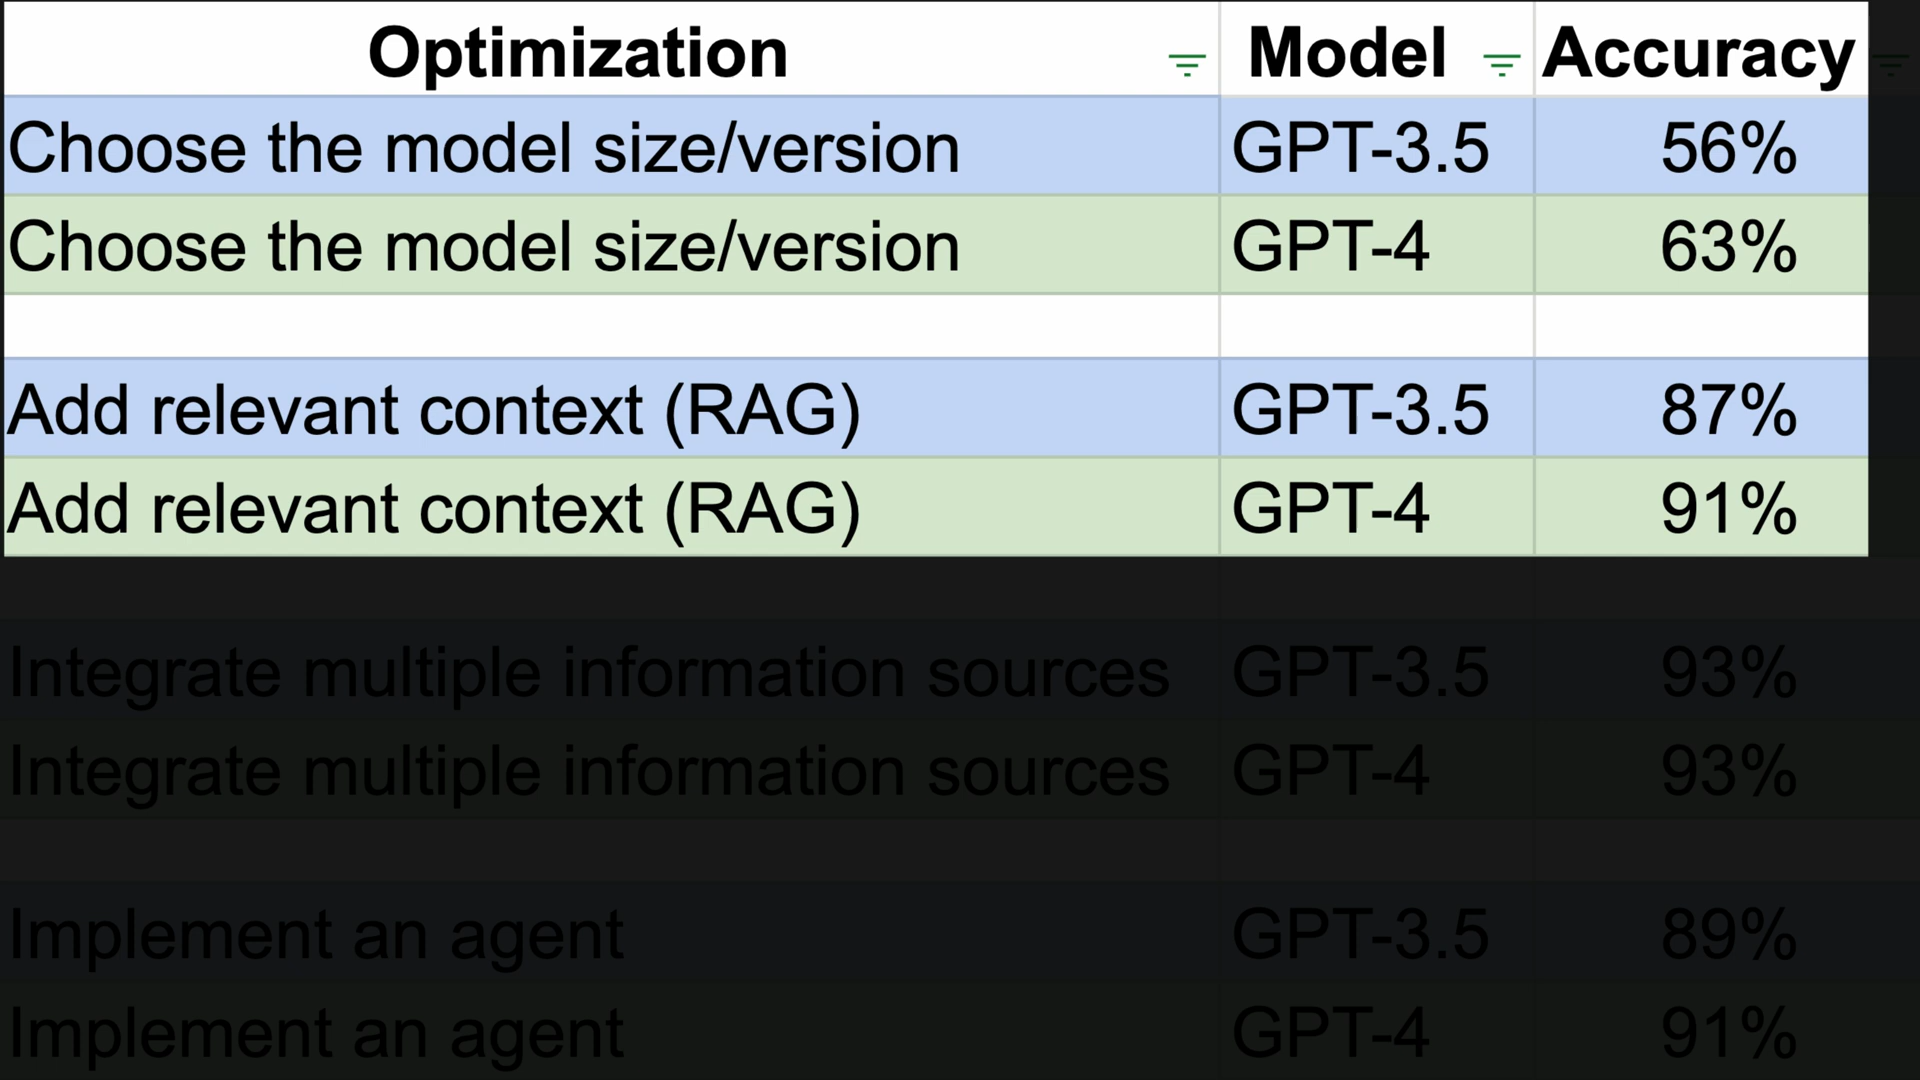 Optimization Model Accuracy
Choose the model size/version GPT-3.5 56%
Choose the model size/version GPT-4 63%
Add relevant context (RAG) GPT-3.5 87%
Add relevant context (RAG) GPT-4 91%
Integrate multiple information sources GPT-3.5 93%
Integrate multiple information sources GPT-4 93%
Implement an agent GPT-3.5 89%
Implement an agent GPT-4 91%